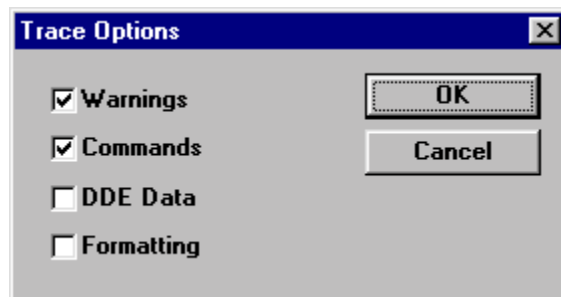 Trace Options
Warnings
OK
Commands
Cancel
DDE Data
Formatting